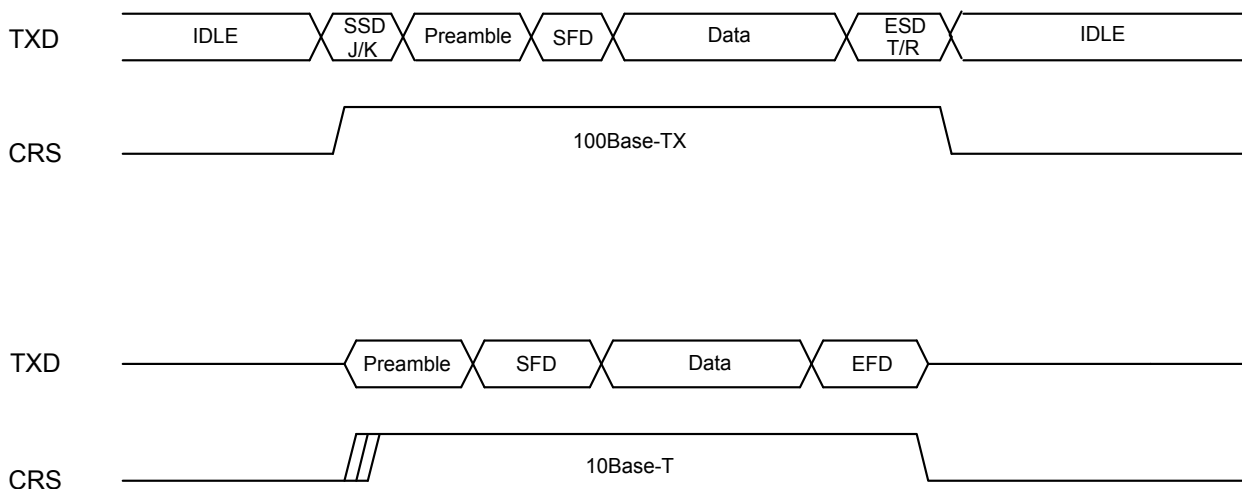 TXD IDLE SSD J/K Preamble SFD Data ESD T/R IDLE
CRS 100Base-TX
TXD Preamble SFD Data EFD
CRS 10Base-T